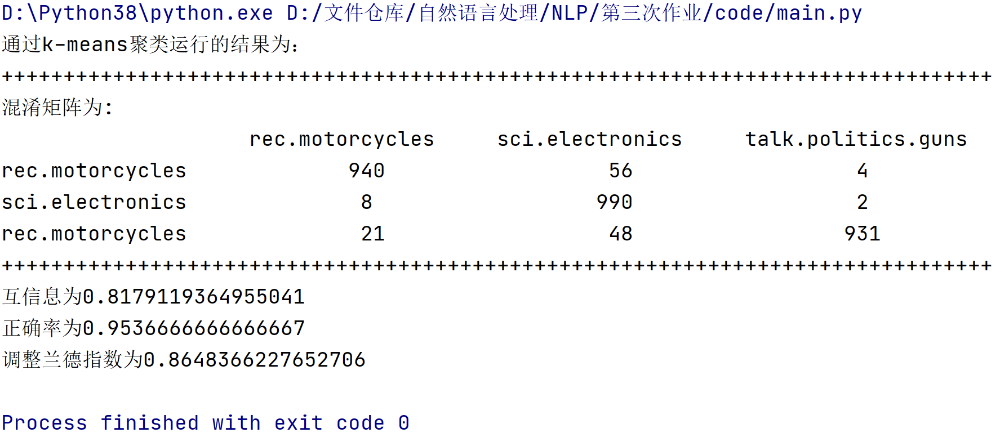 D:\Python38\python.exe D:/文件仓库/自然语言处理/NLP/第三次作业/code/main.py
通过k-means聚类运行的结果为：
++++++++++++++++++++++++++++++++++++++++++++++++++++++++++++++++++++++++++++++++
混淆矩阵为：
rec.motorcycles sci.electronics talk.politics.guns
rec.motorcycles 940 56 4
sci.electronics 8 990 2
rec.motorcycles 21 48 931
++++++++++++++++++++++++++++++++++++++++++++++++++++++++++++++++++++++++++++++++
互信息为0.8179119364955041
正确率为0.9536666666666667
调整兰德指数为0.8648366227652706
Process finished with exit code 0